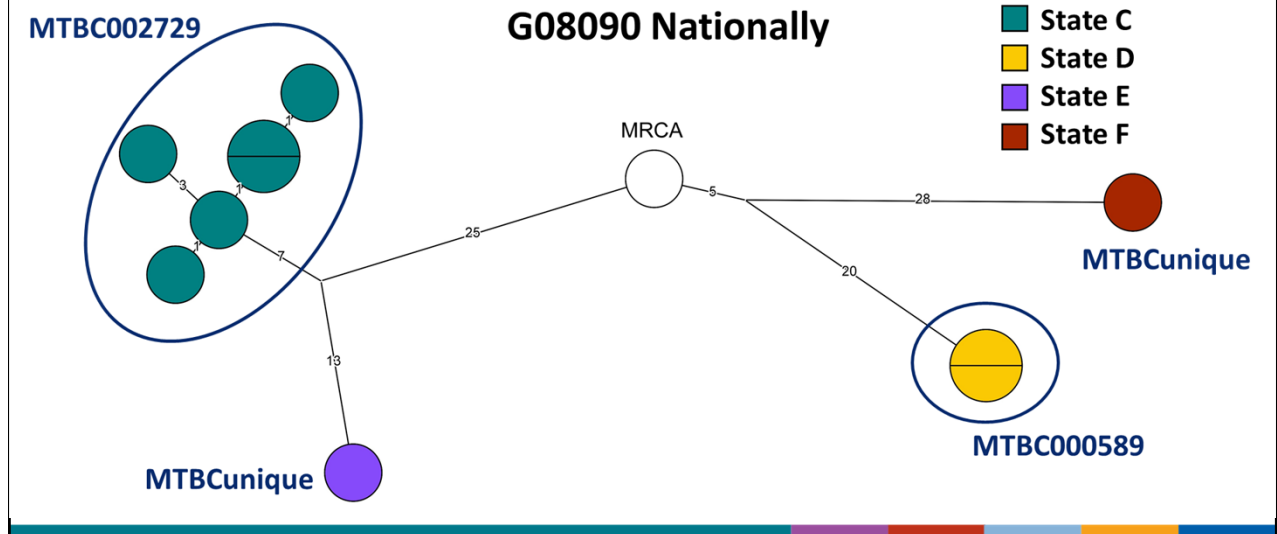 MTBC002729
G08090 Nationally
State C
State D
State E
State F
MRCA
1
3
1
1
7
25
5
28
20
13
MTBCunique
MTBC000589
MTBCunique